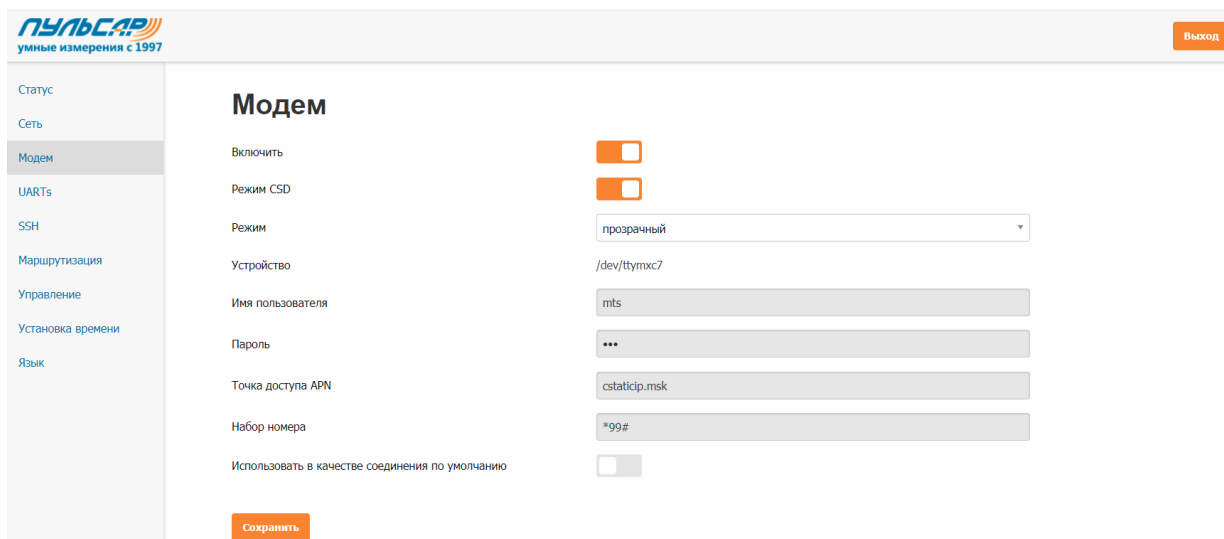 ПУЛЬСАР
умные измерения с 1997
Выход
Статус
Сеть
Модем
UARTs
SSH
Маршрутизация
Управление
Установка времени
Язык
Модем
Включить
Режим CSD
Режим прозрачный
Устройство /dev/ttymxc7
Имя пользователя mts
Пароль •••
Точка доступа APN cstaticip.msk
Набор номера *99#
Использовать в качестве соединения по умолчанию
Сохранить